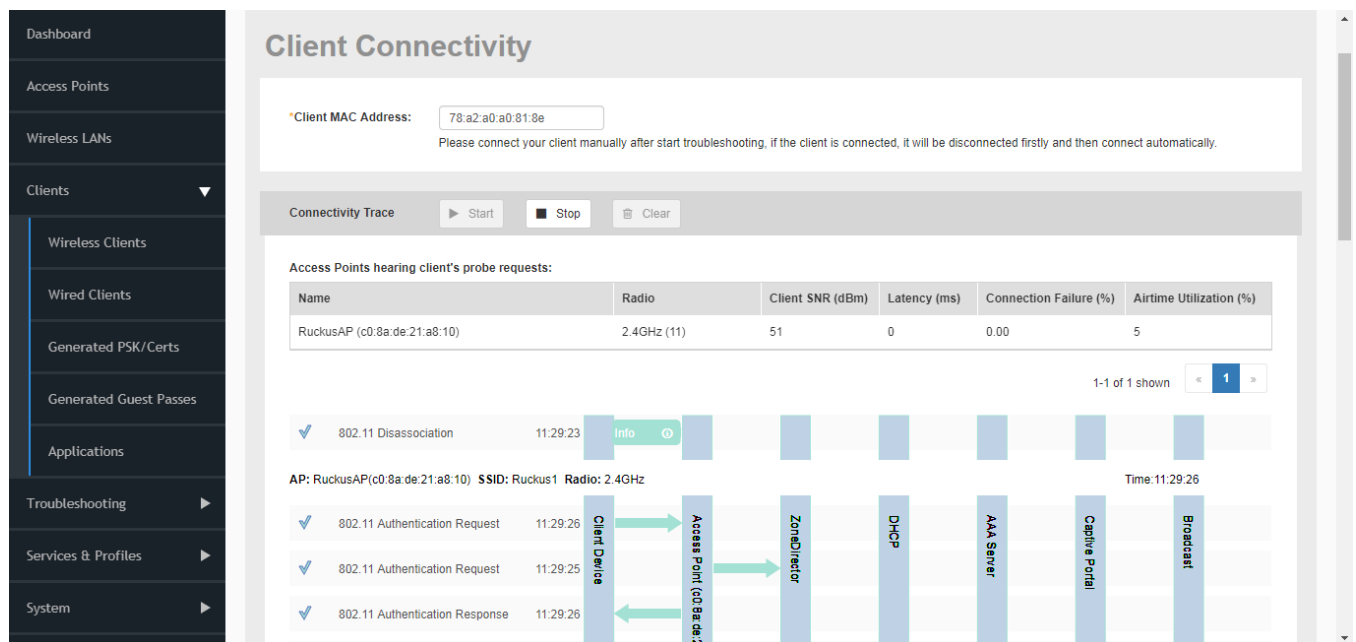 Dashboard
Access Points
Wireless LANs
Clients
Wireless Clients
Wired Clients
Generated PSK/Certs
Generated Guest Passes
Applications
Troubleshooting
Services & Profiles
System
Client Connectivity
*Client MAC Address: 78:a2:a0:a0:81:8e
Please connect your client manually after start troubleshooting, if the client is connected, it will be disconnected firstly and then connect automatically.
Connectivity Trace Start Stop Clear
Access Points hearing client's probe requests:
Name Radio Client SNR (dBm) Latency (ms) Connection Failure (%) Airtime Utilization (%)
RuckusAP (c0:8a:de:21:a8:10) 2.4GHz (11) 51 0 0.00 5
1-1 of 1 shown « 1 »
802.11 Disassociation 11:29:23 Info
AP: RuckusAP(c0:8a:de:21:a8:10) SSID: Ruckus1 Radio: 2.4GHz Time:11:29:26
802.11 Authentication Request 11:29:26
802.11 Authentication Request 11:29:25
802.11 Authentication Response 11:29:26
Client Device
Access Point (c0:8a:de:2
ZoneDirector
DHCP
AAA Server
Captive Portal
Broadcast